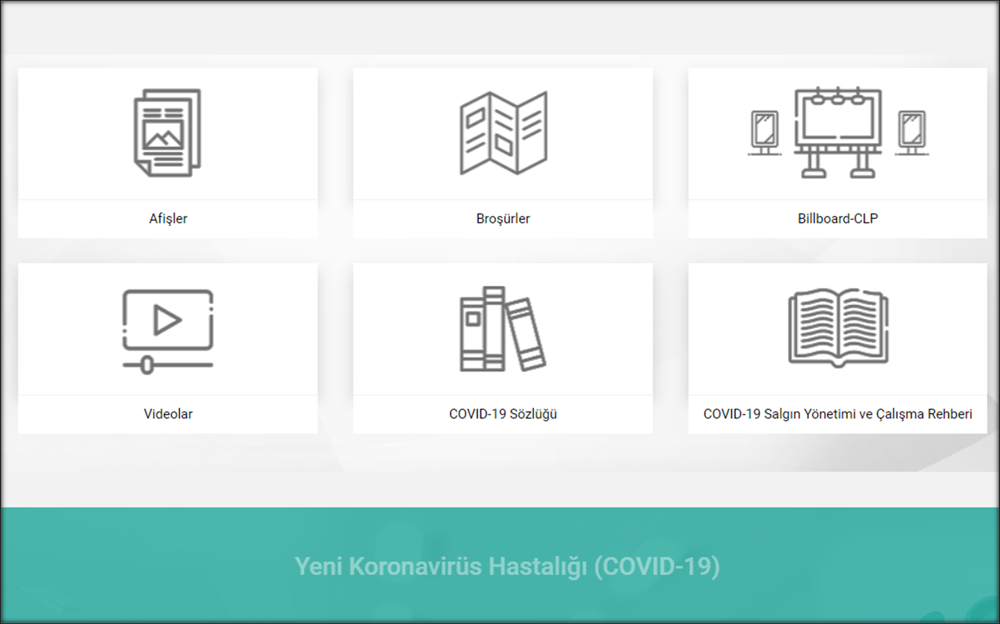 Afişler
Broşürler
Billboard-CLP
Videolar
COVID-19 Sözlüğü
COVID-19 Salgın Yönetimi ve Çalışma Rehberi
Yeni Koronavirüs Hastalığı (COVID-19)